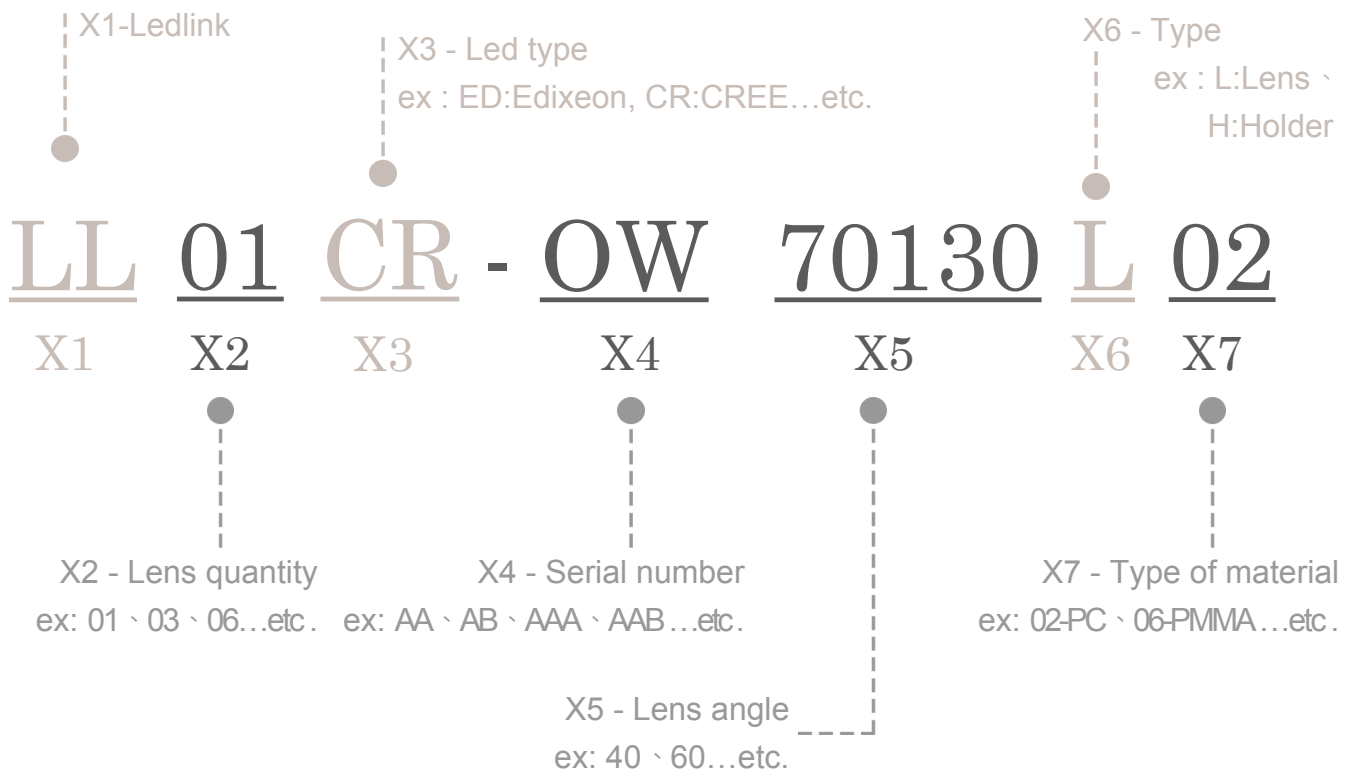 X1-Ledlink
X3 - Led type
ex : ED:Edixeon, CR:CREE…etc.
X6 - Type
ex : L:Lens、
H:Holder
LL 01 CR - OW 70130 L 02
X1 X2 X3 X4 X5 X6 X7
X2 - Lens quantity
ex: 01、03、06…etc.
X4 - Serial number
ex: AA、AB、AAA、AAB…etc.
X7 - Type of material
ex: 02-PC、06-PMMA…etc.
X5 - Lens angle
ex: 40、60…etc.